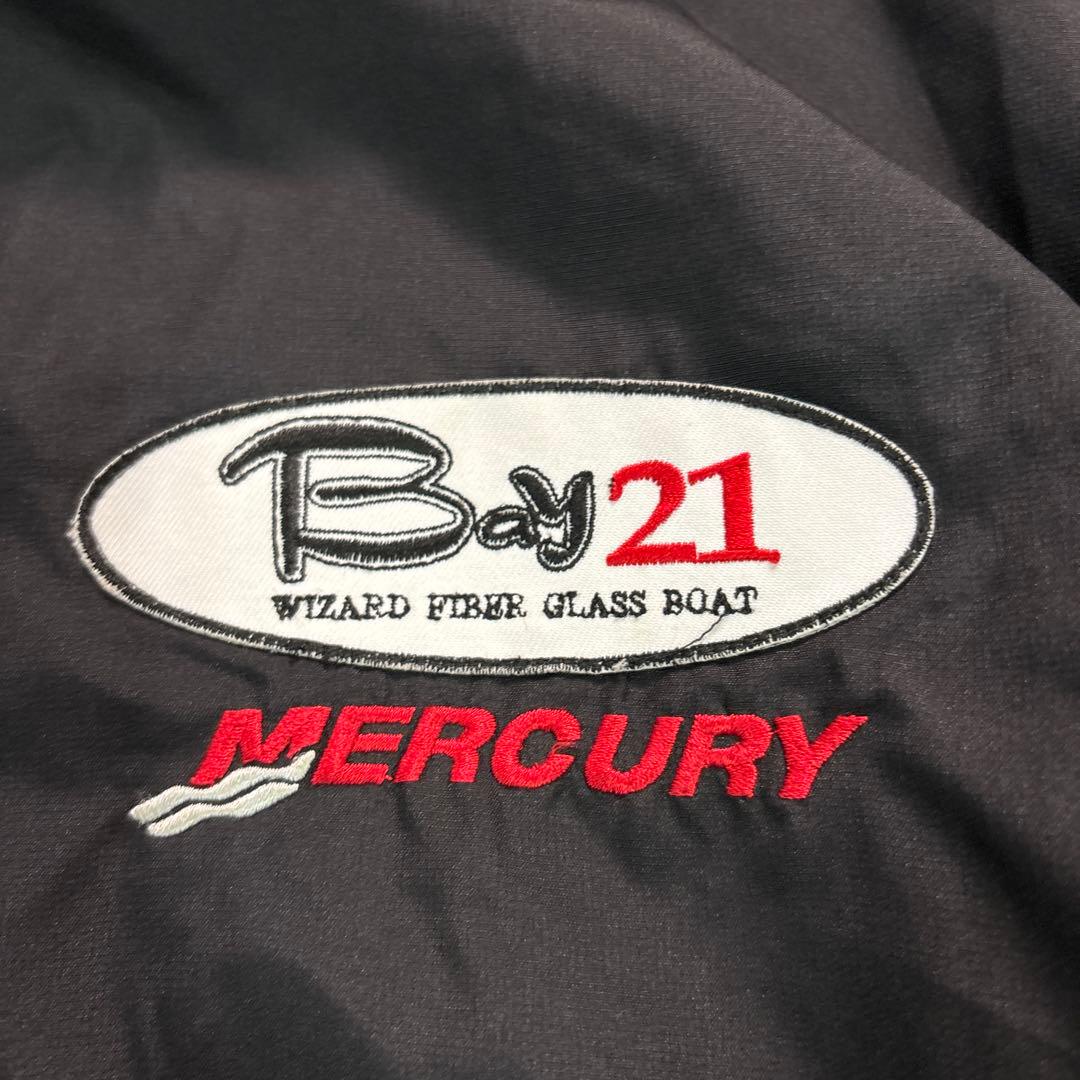 Bay21
WIZARD FIBER GLASS BOAT
MERCURY